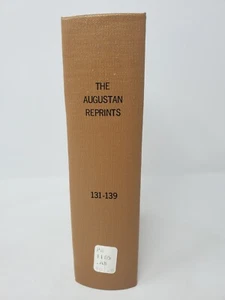 THE
AUGUSTAN
REPRINTS
131-139